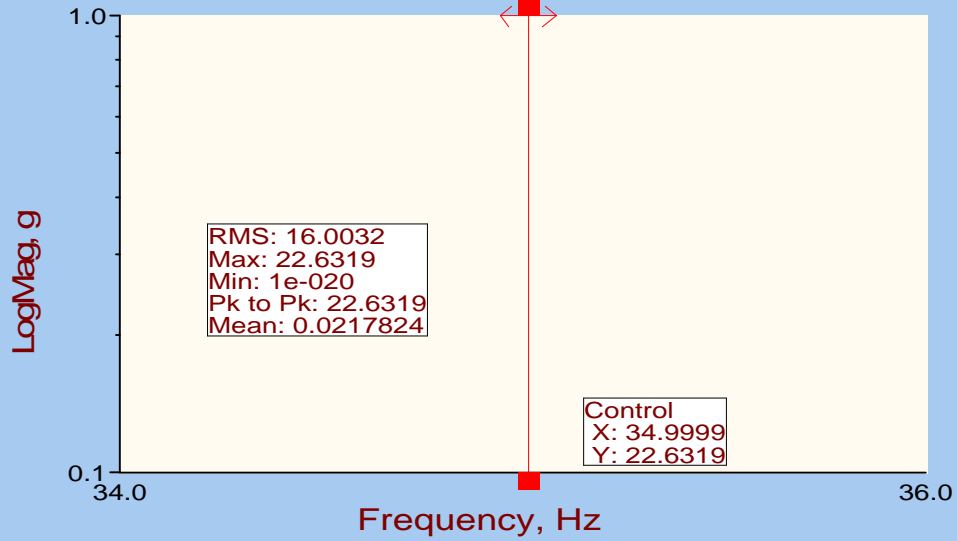 1.0
LogMag, g
RMS: 16.0032
Max: 22.6319
Min: 1e-020
Pk to Pk: 22.6319
Mean: 0.0217824
Control
X: 34.9999
Y: 22.6319
0.1
34.0
36.0
Frequency, Hz